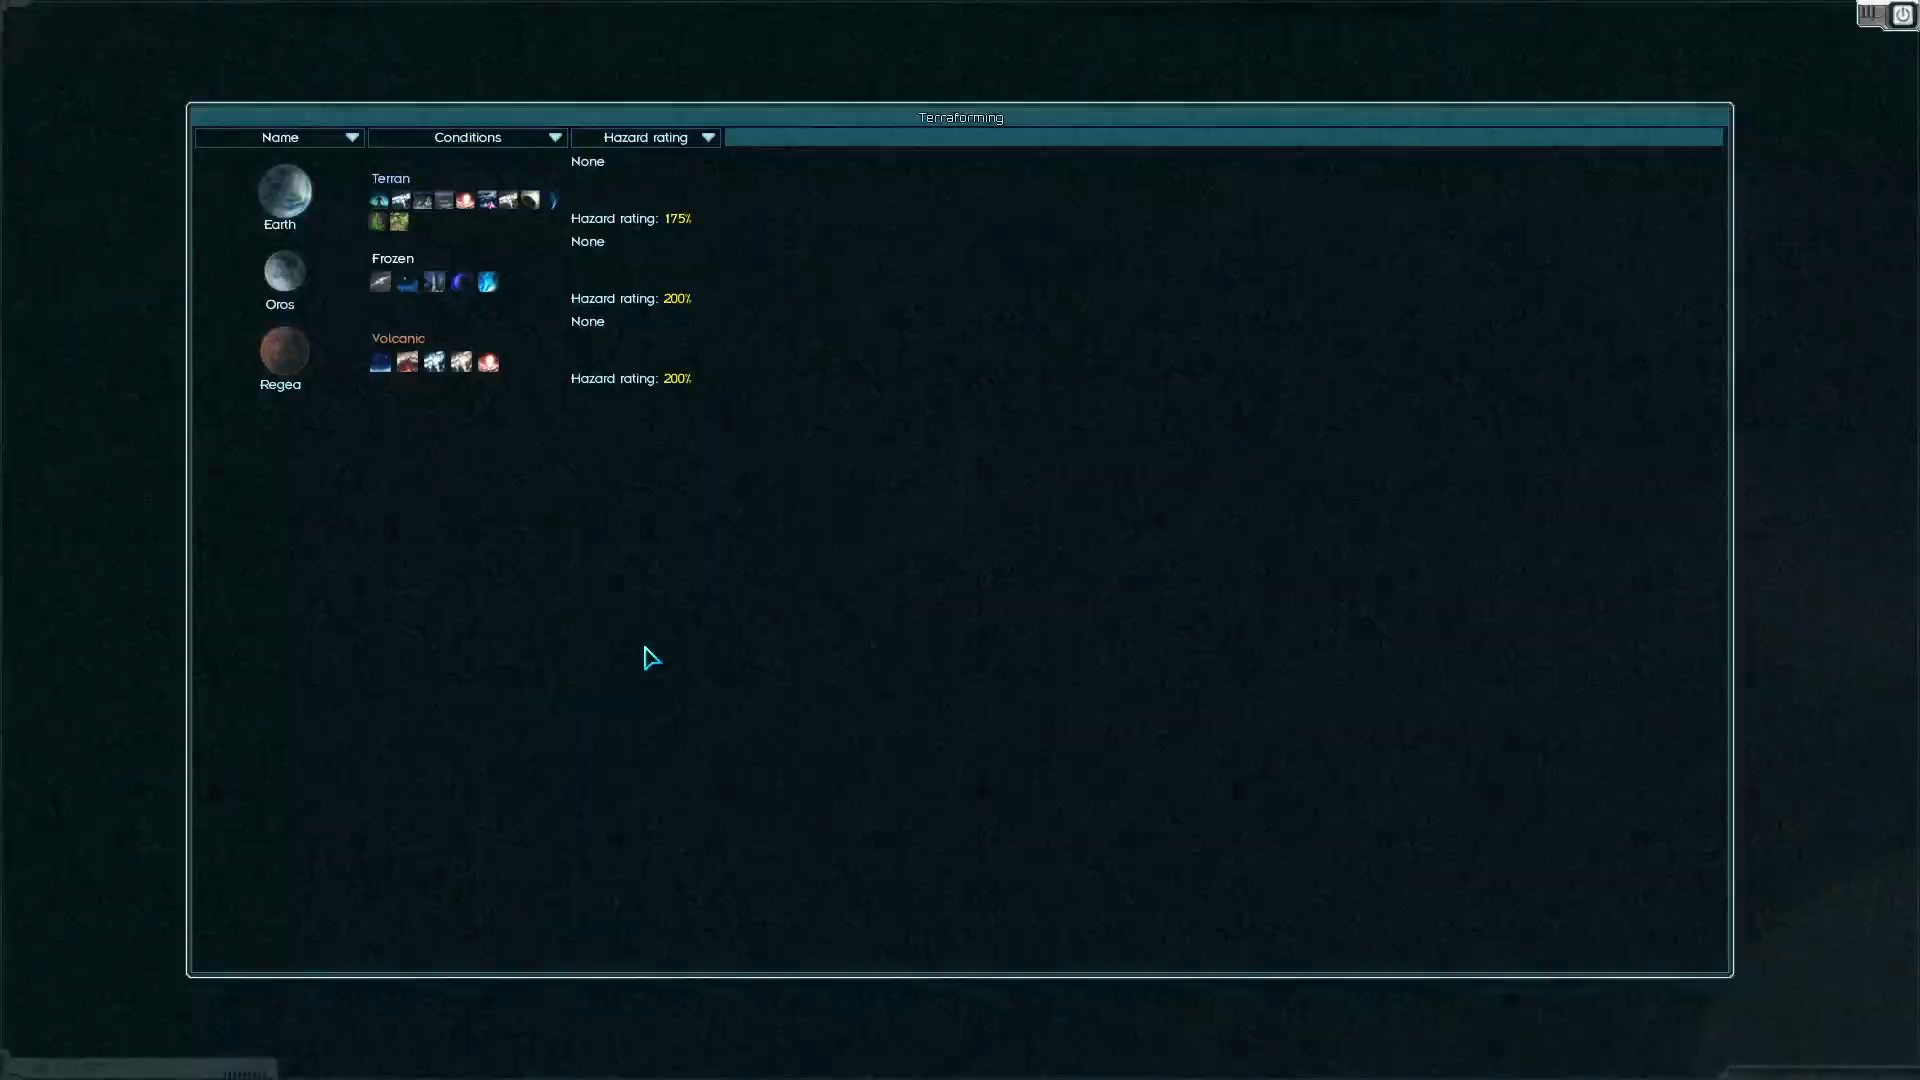 Terraforming
Name Conditions Hazard rating
None
Terran
Hazard rating: 175%
Earth
None
Frozen
Hazard rating: 200%
Oros
None
Volcanic
Hazard rating: 200%
Regea